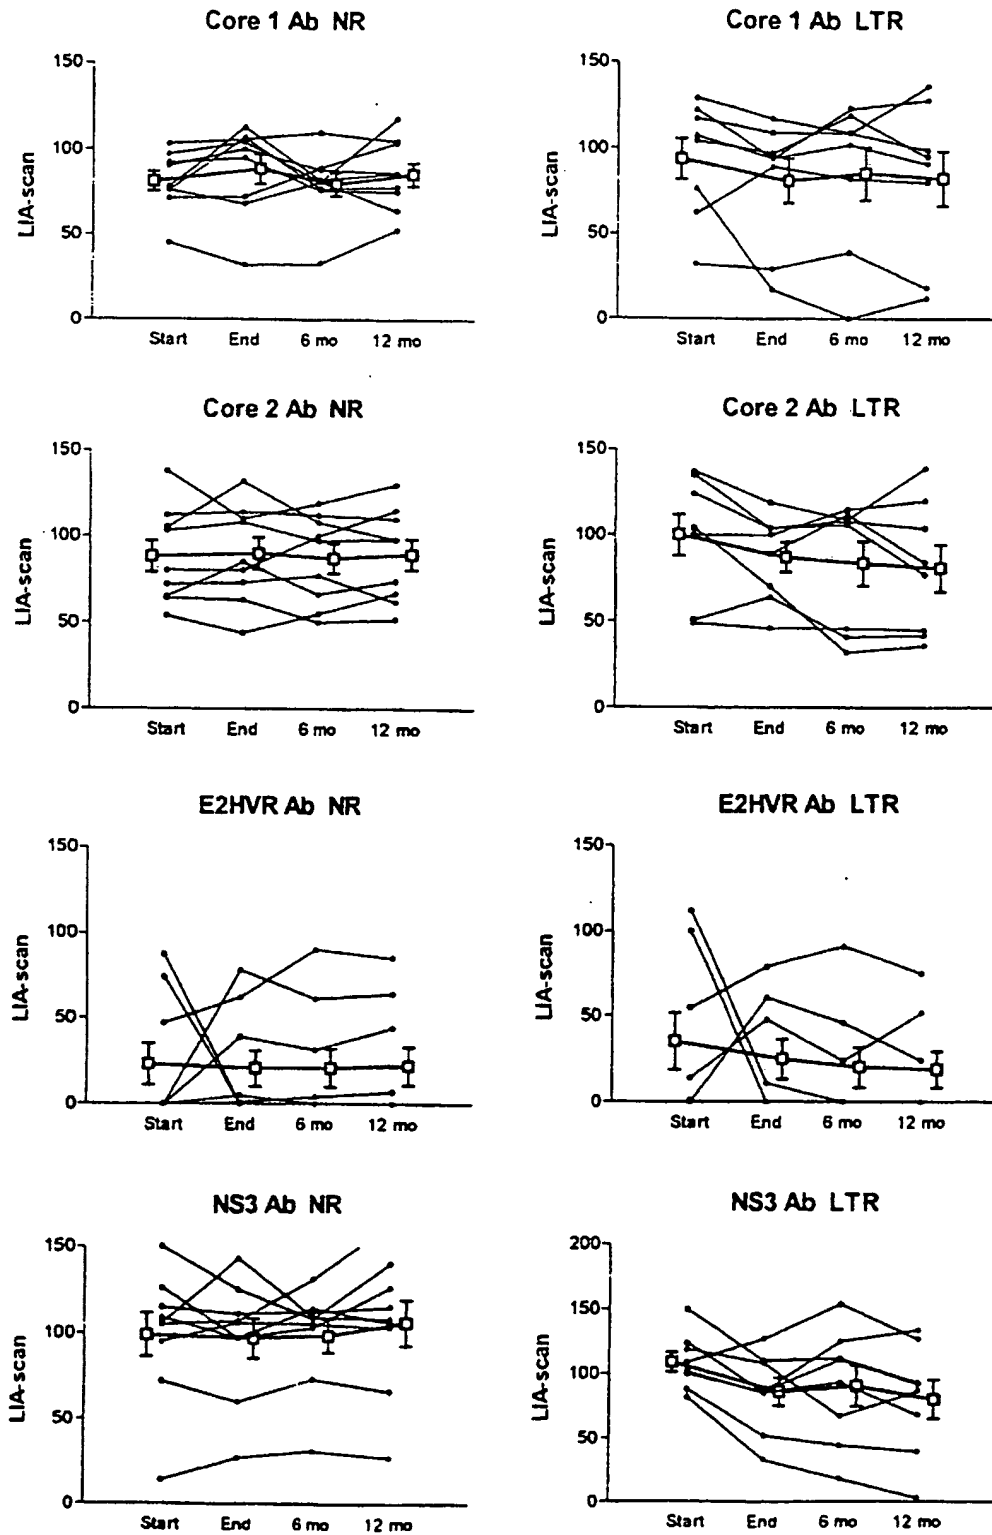 Core 1 Ab NR
150
100
50
0
LIA-scan
Start End 6 mo 12 mo
Core 1 Ab LTR
150
100
50
0
LIA-scan
Start End 6 mo 12 mo
Core 2 Ab NR
150
100
50
0
LIA-scan
Start End 6 mo 12 mo
Core 2 Ab LTR
150
100
50
0
LIA-scan
Start End 6 mo 12 mo
E2HVR Ab NR
150
100
50
0
LIA-scan
Start End 6 mo 12 mo
E2HVR Ab LTR
150
100
50
0
LIA-scan
Start End 6 mo 12 mo
NS3 Ab NR
150
100
50
0
LIA-scan
Start End 6 mo 12 mo
NS3 Ab LTR
200
150
100
50
0
LIA-scan
Start End 6 mo 12 mo